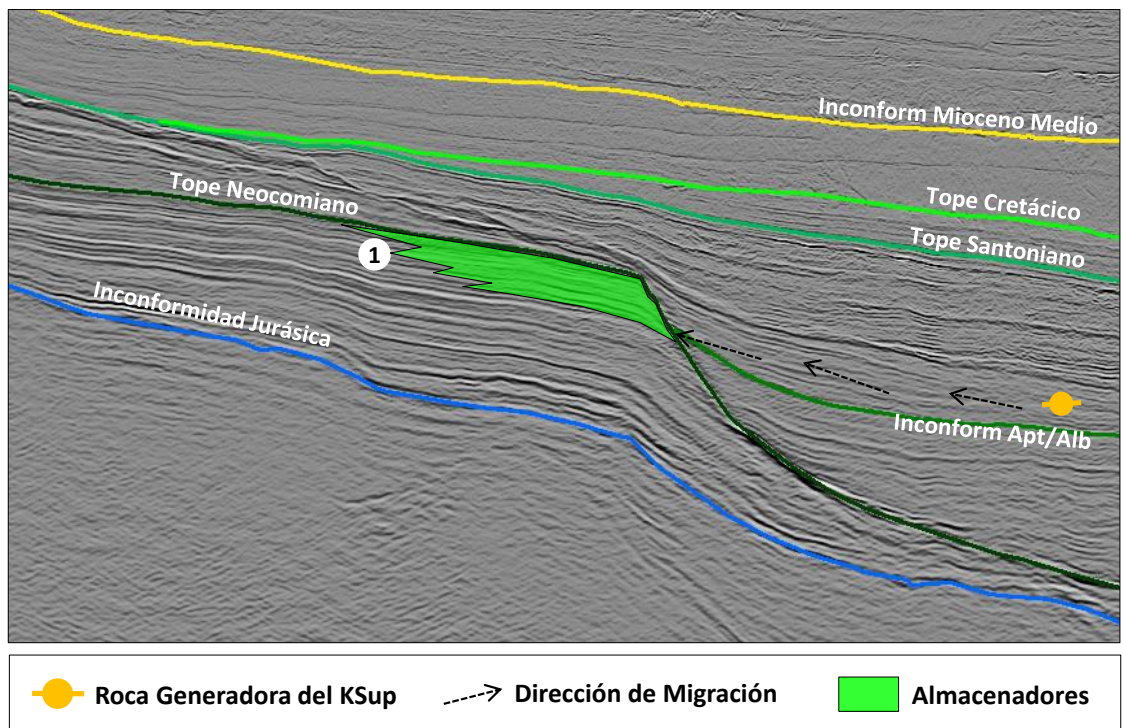 Inconform Mioceno Medio
Tope Neocomiano
Tope Cretácico
Tope Santoniano
1
Inconformidad Jurásica
Inconform Apt/Alb
Roca Generadora del KSup
Dirección de Migración
Almacenadores